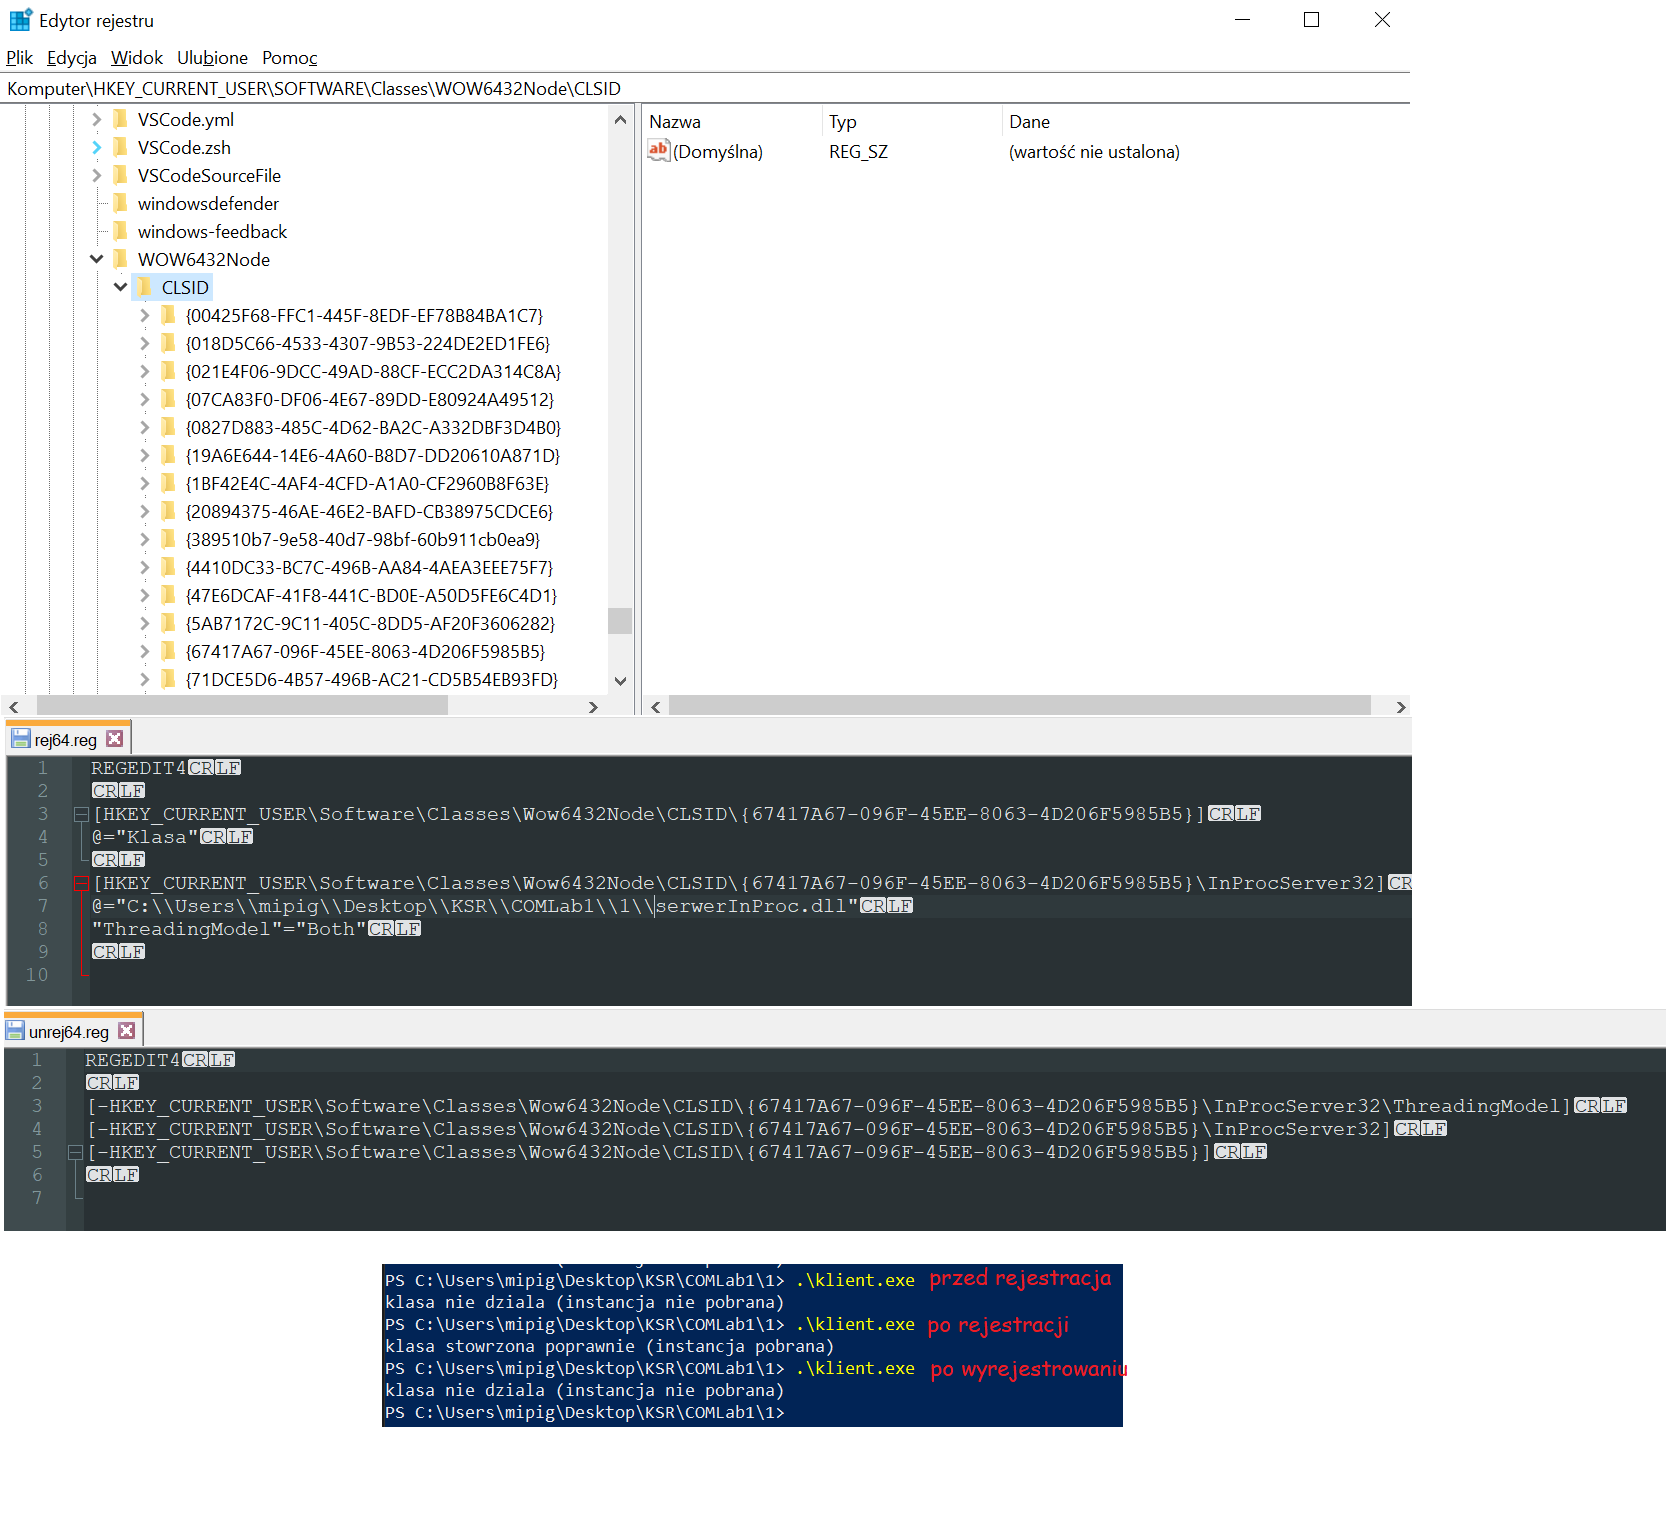 Edytor rejestru
Plik Edycja Widok Ulubione Pomoc
Komputer\HKEY_CURRENT_USER\SOFTWARE\Classes\WOW6432Node\CLSID
VSCode.yml
VSCode.zsh
VSCodeSourceFile
windowsdefender
windows-feedback
WOW6432Node
CLSID
{00425F68-FFC1-445F-8EDF-EF78B84BA1C7}
{018D5C66-4533-4307-9B53-224DE2ED1FE6}
{021E4F06-9DCC-49AD-88CF-ECC2DA314C8A}
{07CA83F0-DF06-4E67-89DD-E80924A49512}
{0827D883-485C-4D62-BA2C-A332DBF3D4B0}
{19A6E644-14E6-4A60-B8D7-DD20610A871D}
{1BF42E4C-4AF4-4CFD-A1A0-CF2960B8F63E}
{20894375-46AE-46E2-BAFD-CB38975CDCE6}
{389510b7-9e58-40d7-98bf-60b911cb0ea9}
{4410DC33-BC7C-496B-AA84-4AEA3EEE75F7}
{47E6DCAF-41F8-441C-BD0E-A50D5FE6C4D1}
{5AB7172C-9C11-405C-8DD5-AF20F3606282}
{67417A67-096F-45EE-8063-4D206F5985B5}
{71DCE5D6-4B57-496B-AC21-CD5B54EB93FD}
Nazwa Typ Dane
ab (Domyślna) REG_SZ (wartość nie ustalona)
rej64.reg
1 REGEDIT4CRLF
2 CRLF
3 [HKEY_CURRENT_USER\Software\Classes\Wow6432Node\CLSID\{67417A67-096F-45EE-8063-4D206F5985B5}]CRLF
4 @="Klasa"CRLF
5 CRLF
6 [HKEY_CURRENT_USER\Software\Classes\Wow6432Node\CLSID\{67417A67-096F-45EE-8063-4D206F5985B5}\InProcServer32]CR
7 @="C:\\Users\\mipig\\Desktop\\KSR\\COMLab1\\1\\serwerInProc.dll"CRLF
8 "ThreadingModel"="Both"CRLF
9 CRLF
10
unrej64.reg
1 REGEDIT4CRLF
2 CRLF
3 [-HKEY_CURRENT_USER\Software\Classes\Wow6432Node\CLSID\{67417A67-096F-45EE-8063-4D206F5985B5}\InProcServer32\ThreadingModel]CRLF
4 [-HKEY_CURRENT_USER\Software\Classes\Wow6432Node\CLSID\{67417A67-096F-45EE-8063-4D206F5985B5}\InProcServer32]CRLF
5 [-HKEY_CURRENT_USER\Software\Classes\Wow6432Node\CLSID\{67417A67-096F-45EE-8063-4D206F5985B5}]CRLF
6 CRLF
7
PS C:\Users\mipig\Desktop\KSR\COMLab1\1> .\klient.exe przed rejestracja
klasa nie dziala (instancja nie pobrana)
PS C:\Users\mipig\Desktop\KSR\COMLab1\1> .\klient.exe po rejestracji
klasa stowrzona poprawnie (instancja pobrana)
PS C:\Users\mipig\Desktop\KSR\COMLab1\1> .\klient.exe po wyrejestrowaniu
klasa nie dziala (instancja nie pobrana)
PS C:\Users\mipig\Desktop\KSR\COMLab1\1>